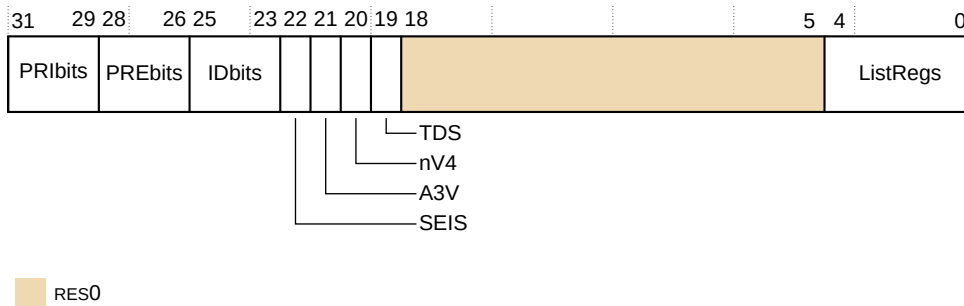 31 29 28 26 25 23 22 21 20 19 18 5 4 0
PRIbits PREbits IDbits ListRegs
TDS
nV4
A3V
SEIS
RES0